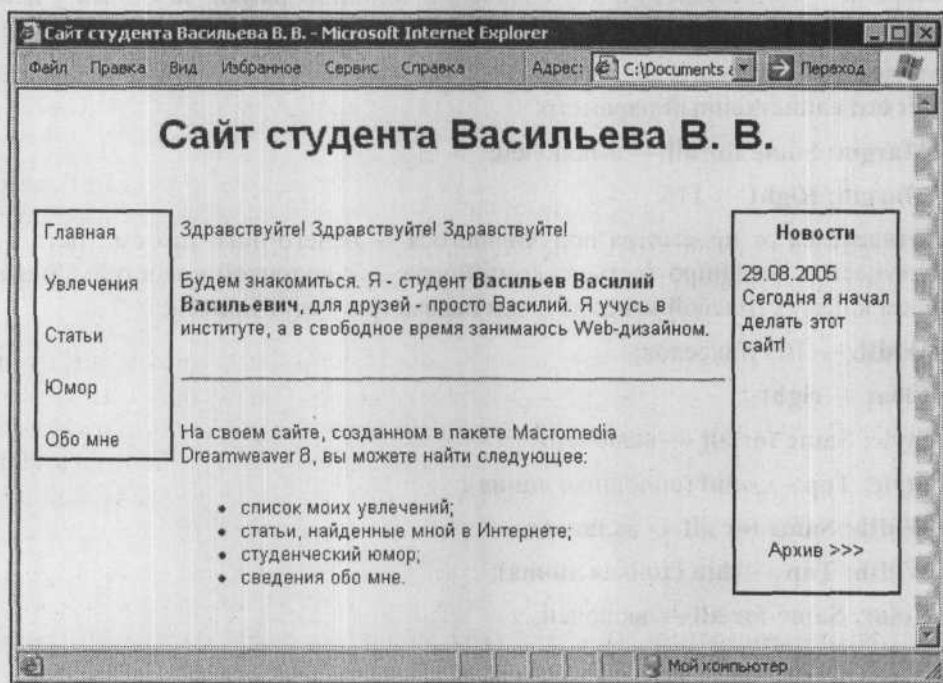 Сайт студента Васильева В. В. - Microsoft Internet Explorer
Файл Правка Вид Избранное Сервис Справка Адрес: C:\Documents Переход
Сайт студента Васильева В. В.
Главная
Увлечения
Статьи
Юмор
Обо мне
Здравствуйте! Здравствуйте! Здравствуйте!
Будем знакомиться. Я - студент Васильев Василий
Васильевич, для друзей - просто Василий. Я учусь в
институте, а в свободное время занимаюсь Web-дизайном.
На своем сайте, созданном в пакете Macromedia
Dreamweaver 8, вы можете найти следующее:
• список моих увлечений;
• статьи, найденные мной в Интернете;
• студенческий юмор;
• сведения обо мне.
Новости
29.08.2005
Сегодня я начал
делать этот
сайт!
Архив >>>
Мой компьютер